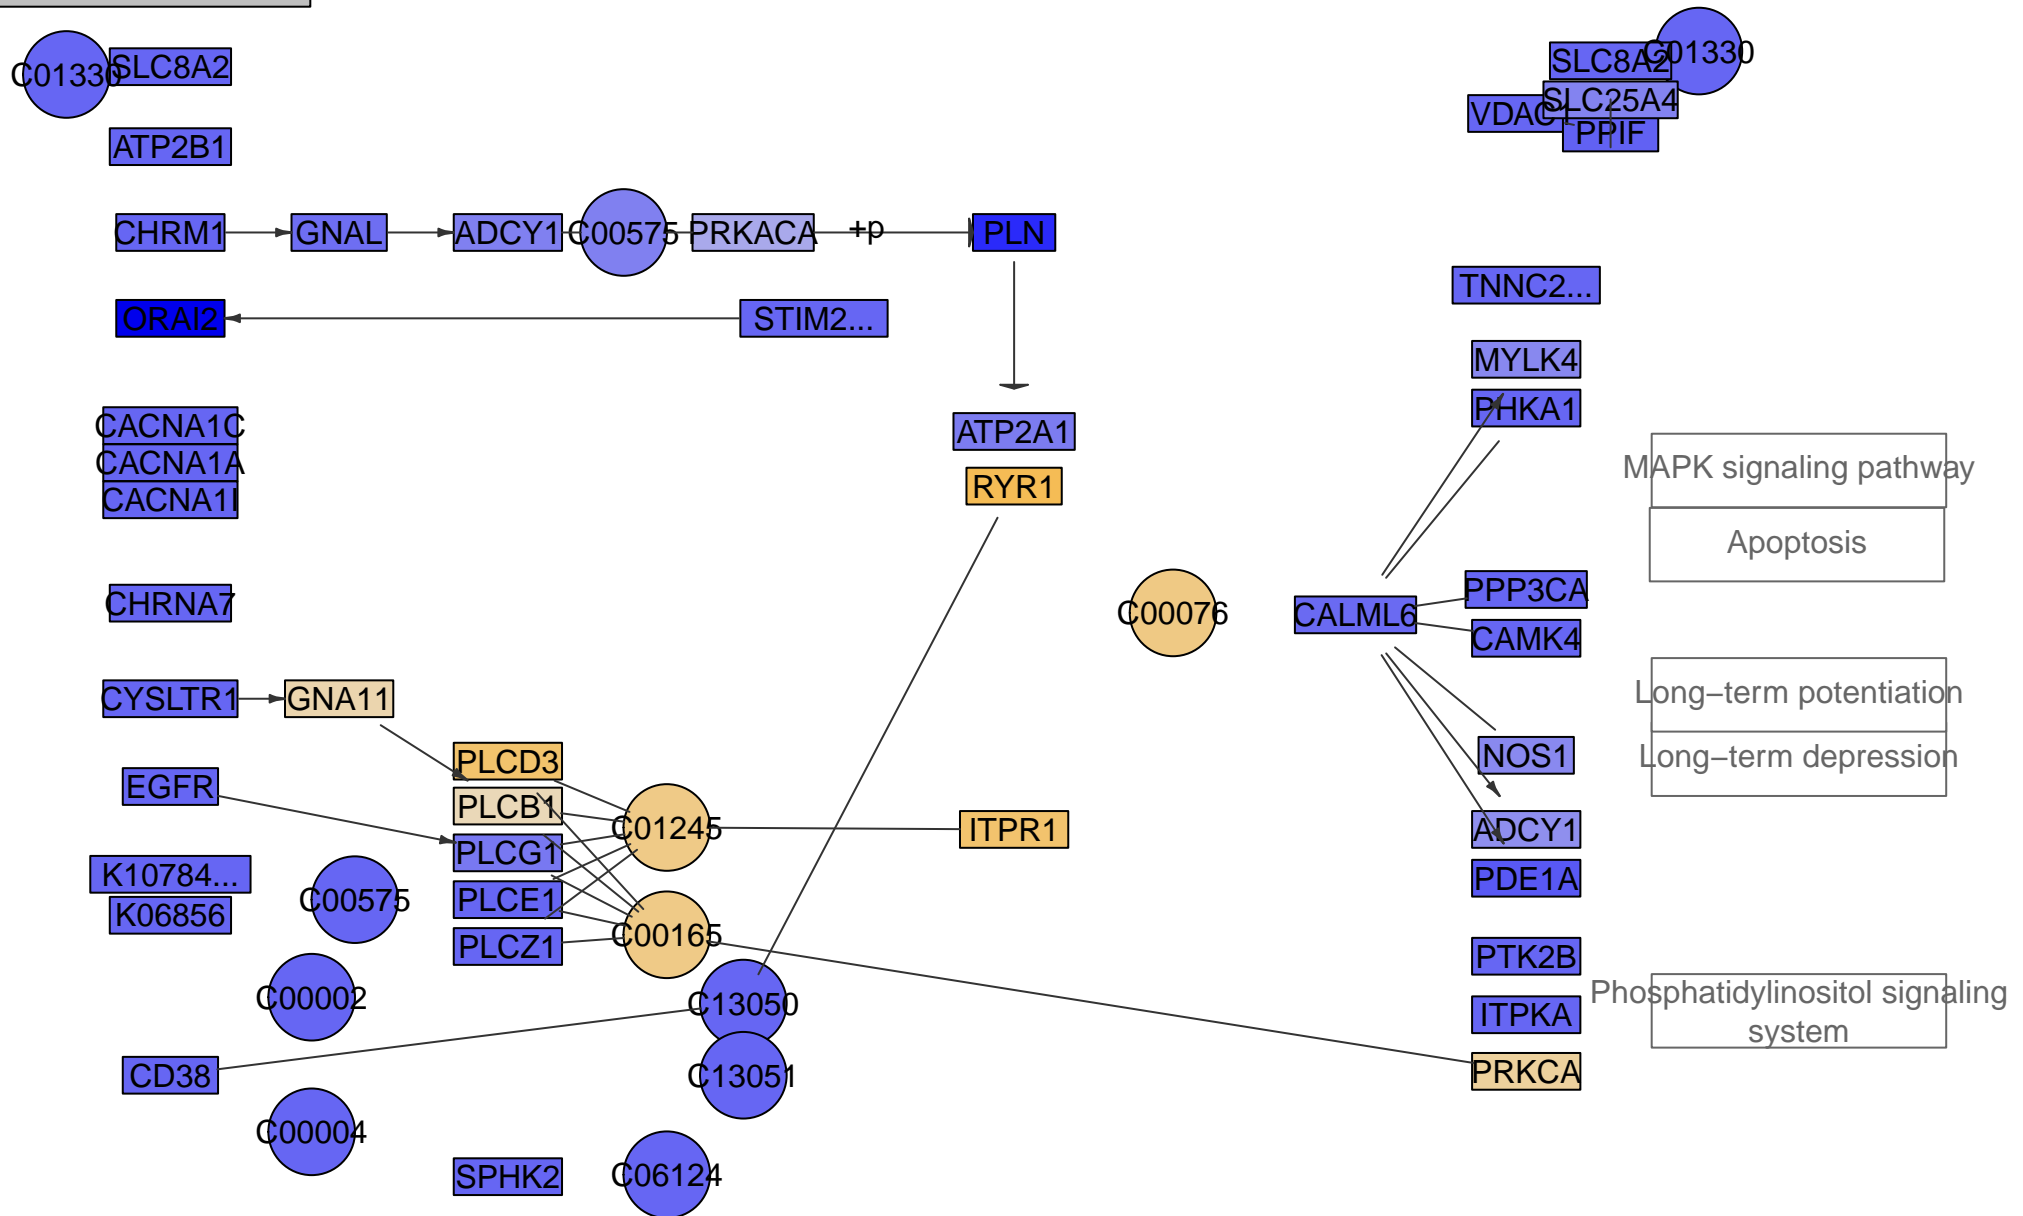 C01330
SLC8A2
SLC8A2
C01330
SLC25A4
VDAC1
PPIF
ATP2B1
CHRM1
GNAL
ADCY1
C00575
PRKACA
+p
PLN
TNNC2...
ORAI2
STIM2...
MYLK4
PHKA1
CACNA1C
CACNA1A
CACNA1I
ATP2A1
RYR1
MAPK signaling pathway
Apoptosis
CHRNA7
C00076
CALML6
PPP3CA
CAMK4
CYSLTR1
GNA11
Long−term potentiation
Long−term depression
NOS1
EGFR
PLCD3
PLCB1
PLCG1
PLCE1
PLCZ1
C01245
C00165
ITPR1
ADCY1
PDE1A
K10784...
K06856
C00575
C00002
C13050
C13051
PTK2B
ITPKA
PRKCA
Phosphatidylinositol signaling
system
CD38
C00004
SPHK2
C06124